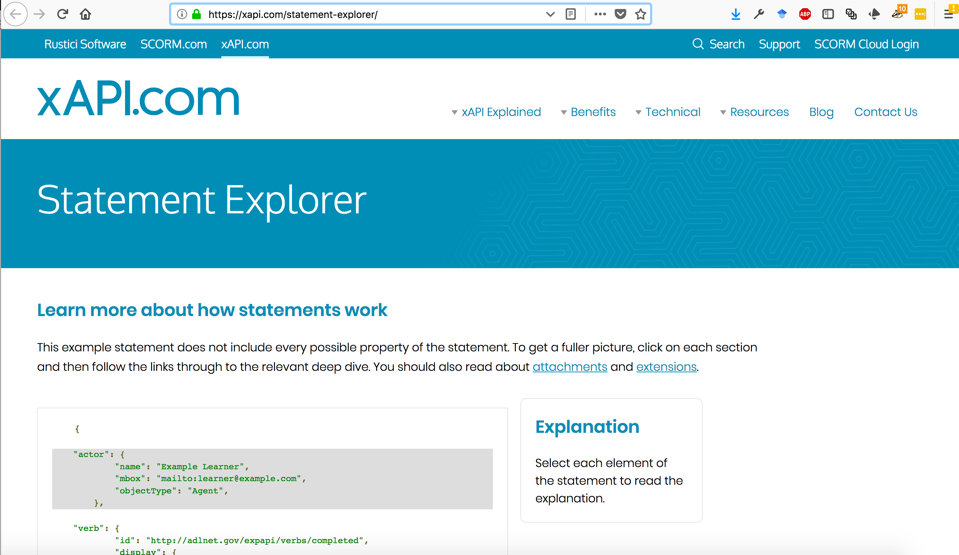 https://xapi.com/statement-explorer/
ABP
10
Rustici Software SCORM.com xAPI.com Search Support SCORM Cloud Login
xAPI.com
xAPI Explained Benefits Technical Resources Blog Contact Us
Statement Explorer
Learn more about how statements work
This example statement does not include every possible property of the statement. To get a fuller picture, click on each section
and then follow the links through to the relevant deep dive. You should also read about attachments and extensions.
{
"actor": {
"name": "Example Learner",
"mbox": "mailto:learner@example.com",
"objectType": "Agent",
},
"verb": {
"id": "http://adlnet.gov/expapi/verbs/completed",
"display": {
Explanation
Select each element of
the statement to read the
explanation.